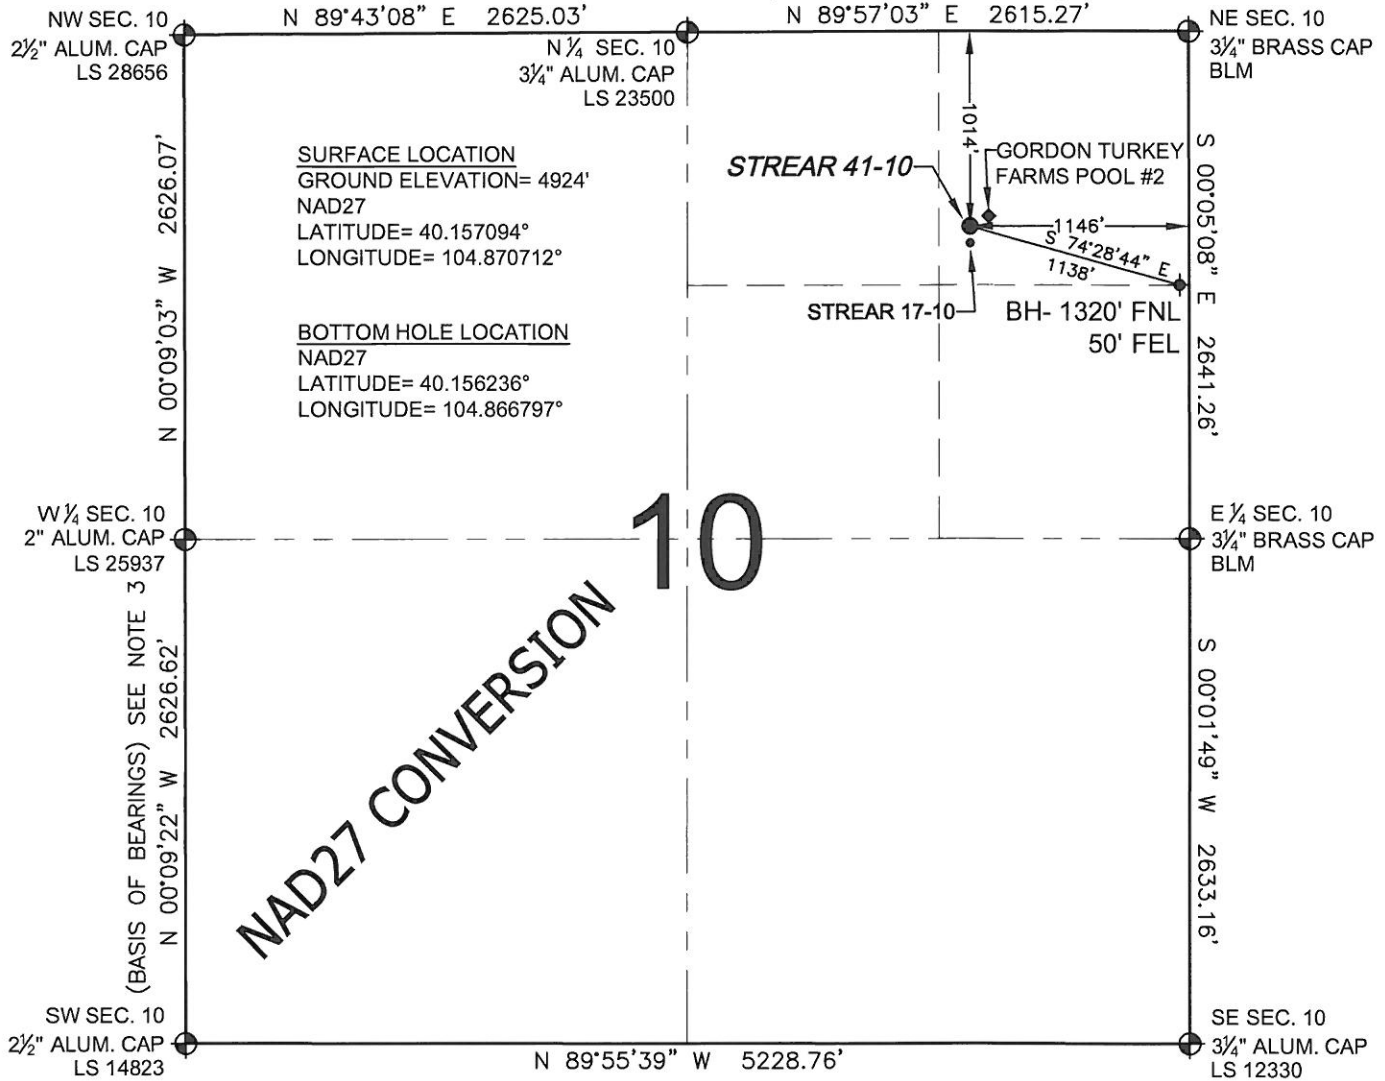 N 89°43'08" E 2625.03'
N 89°57'03" E 2615.27'
NW SEC. 10
2½" ALUM. CAP
LS 28656
N ¼ SEC. 10
3¼" ALUM. CAP
LS 23500
NE SEC. 10
3¼" BRASS CAP
BLM
SURFACE LOCATION
GROUND ELEVATION= 4924'
NAD27
LATITUDE= 40.157094°
LONGITUDE= 104.870712°
BOTTOM HOLE LOCATION
NAD27
LATITUDE= 40.156236°
LONGITUDE= 104.866797°
N 00°09'03" W 2626.07'
1014'
STREAR 41-10
GORDON TURKEY
FARMS POOL #2
1146'
S 74°28'44" E
1138'
STREAR 17-10
BH- 1320' FNL
50' FEL
S 00°05'08" E 2641.26'
W ¼ SEC. 10
2" ALUM. CAP
LS 25937
10
E ¼ SEC. 10
3¼" BRASS CAP
BLM
(BASIS OF BEARINGS) SEE NOTE 3
N 00°09'22" W 2626.62'
NAD27 CONVERSION
S 00°01'49" W 2633.16'
SW SEC. 10
2½" ALUM. CAP
LS 14823
N 89°55'39" W 5228.76'
SE SEC. 10
3¼" ALUM. CAP
LS 12330